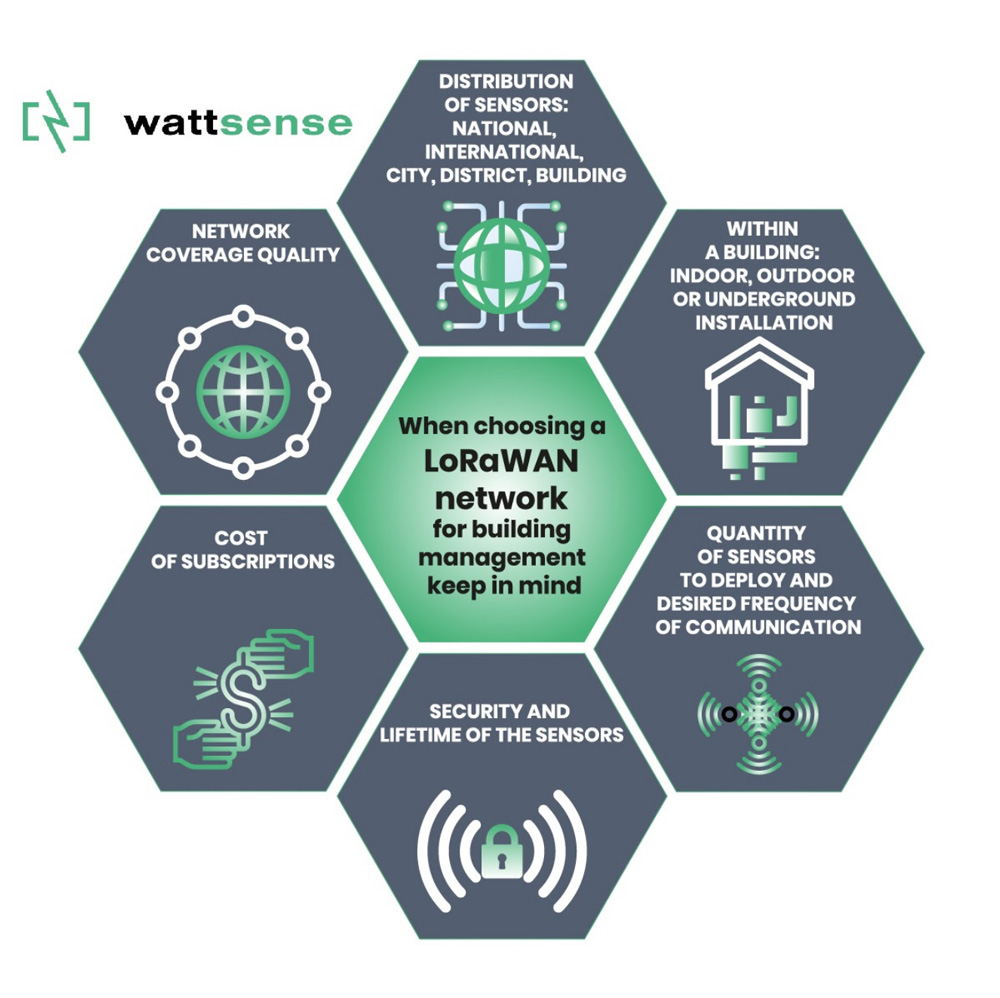 wattsense
DISTRIBUTION
OF SENSORS:
NATIONAL,
INTERNATIONAL,
CITY, DISTRICT, BUILDING
NETWORK
COVERAGE QUALITY
WITHIN
A BUILDING:
INDOOR, OUTDOOR
OR UNDERGROUND
INSTALLATION
When choosing a
LoRaWAN
network
for building
management
keep in mind
COST
OF SUBSCRIPTIONS
QUANTITY
OF SENSORS
TO DEPLOY AND
DESIRED FREQUENCY
OF COMMUNICATION
SECURITY AND
LIFETIME OF THE SENSORS